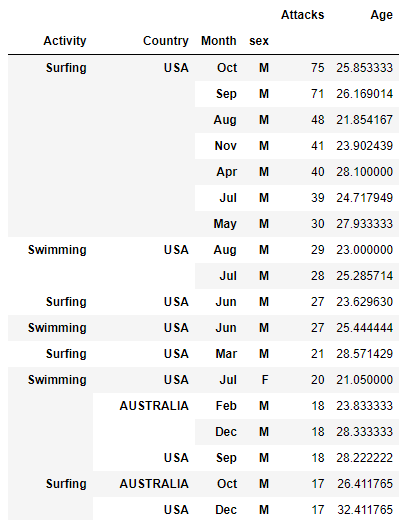 Attacks Age
Activity Country Month sex
Surfing USA Oct M 75 25.853333
Sep M 71 26.169014
Aug M 48 21.854167
Nov M 41 23.902439
Apr M 40 28.100000
Jul M 39 24.717949
May M 30 27.933333
Swimming USA Aug M 29 23.000000
Jul M 28 25.285714
Surfing USA Jun M 27 23.629630
Swimming USA Jun M 27 25.444444
Surfing USA Mar M 21 28.571429
Swimming USA Jul F 20 21.050000
AUSTRALIA Feb M 18 23.833333
Dec M 18 28.333333
USA Sep M 18 28.222222
Surfing AUSTRALIA Oct M 17 26.411765
USA Dec M 17 32.411765